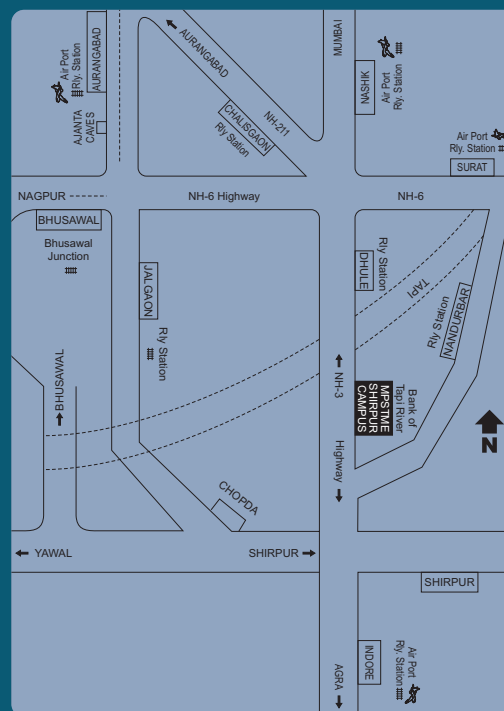 AURANGABAD
Air Port
Rly. Station
AJANTA
CAVES
AURANGABAD
NH-211
CHALISGAON
Rly Station
MUMBAI
NASHIK
Air Port
Rly. Station
Air Port
Rly. Station
SURAT
NAGPUR
NH-6 Highway
NH-6
BHUSAWAL
Bhusawal
Junction
JALGAON
Rly Station
Rly Station
DHULE
TAPI
Rly Station
NANDURBAR
BHUSAWAL
NH-3
Highway
MPSTME
SHIRPUR
CAMPUS
Bank of
Tapi River
N
CHOPDA
YAWAL
SHIRPUR
SHIRPUR
INDORE
Air Port
Rly. Station
AGRA